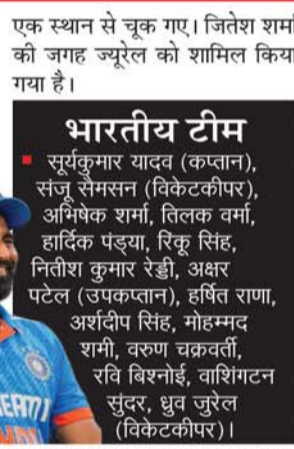 एक स्थान से चूक गए। जितेश शर्मा
की जगह ज्यूरेल को शामिल किया
गया है।
भारतीय टीम
■ सूर्यकुमार यादव (कप्तान),
संजू सैमसन (विकेटकीपर),
अभिषेक शर्मा, तिलक वर्मा,
हार्दिक पंड्या, रिंकू सिंह,
नितीश कुमार रेड्डी, अक्षर
पटेल (उपकप्तान), हर्षित राणा,
अर्शदीप सिंह, मोहम्मद
शमी, वरुण चक्रवर्ती,
रवि बिश्नोई, वाशिंगटन
सुंदर, ध्रुव जुरेल
(विकेटकीपर)।